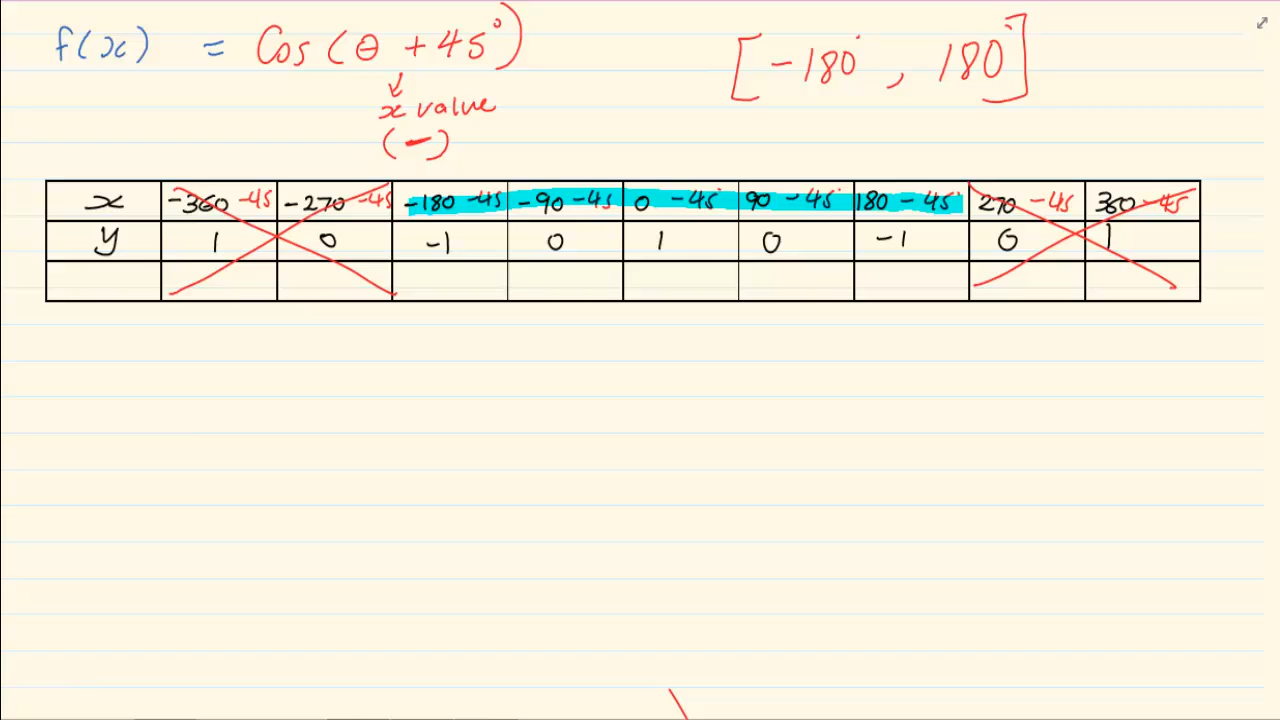 f(x) = Cos(θ + 45°) [-180°, 180°]
↓
x value
(-)
x -360 -45 -270 -45 -180 -45 -90 -45 0 -45° 90 -45° 180 -45° 270 -45 360 -45
y 1 0 -1 0 1 0 -1 0 1